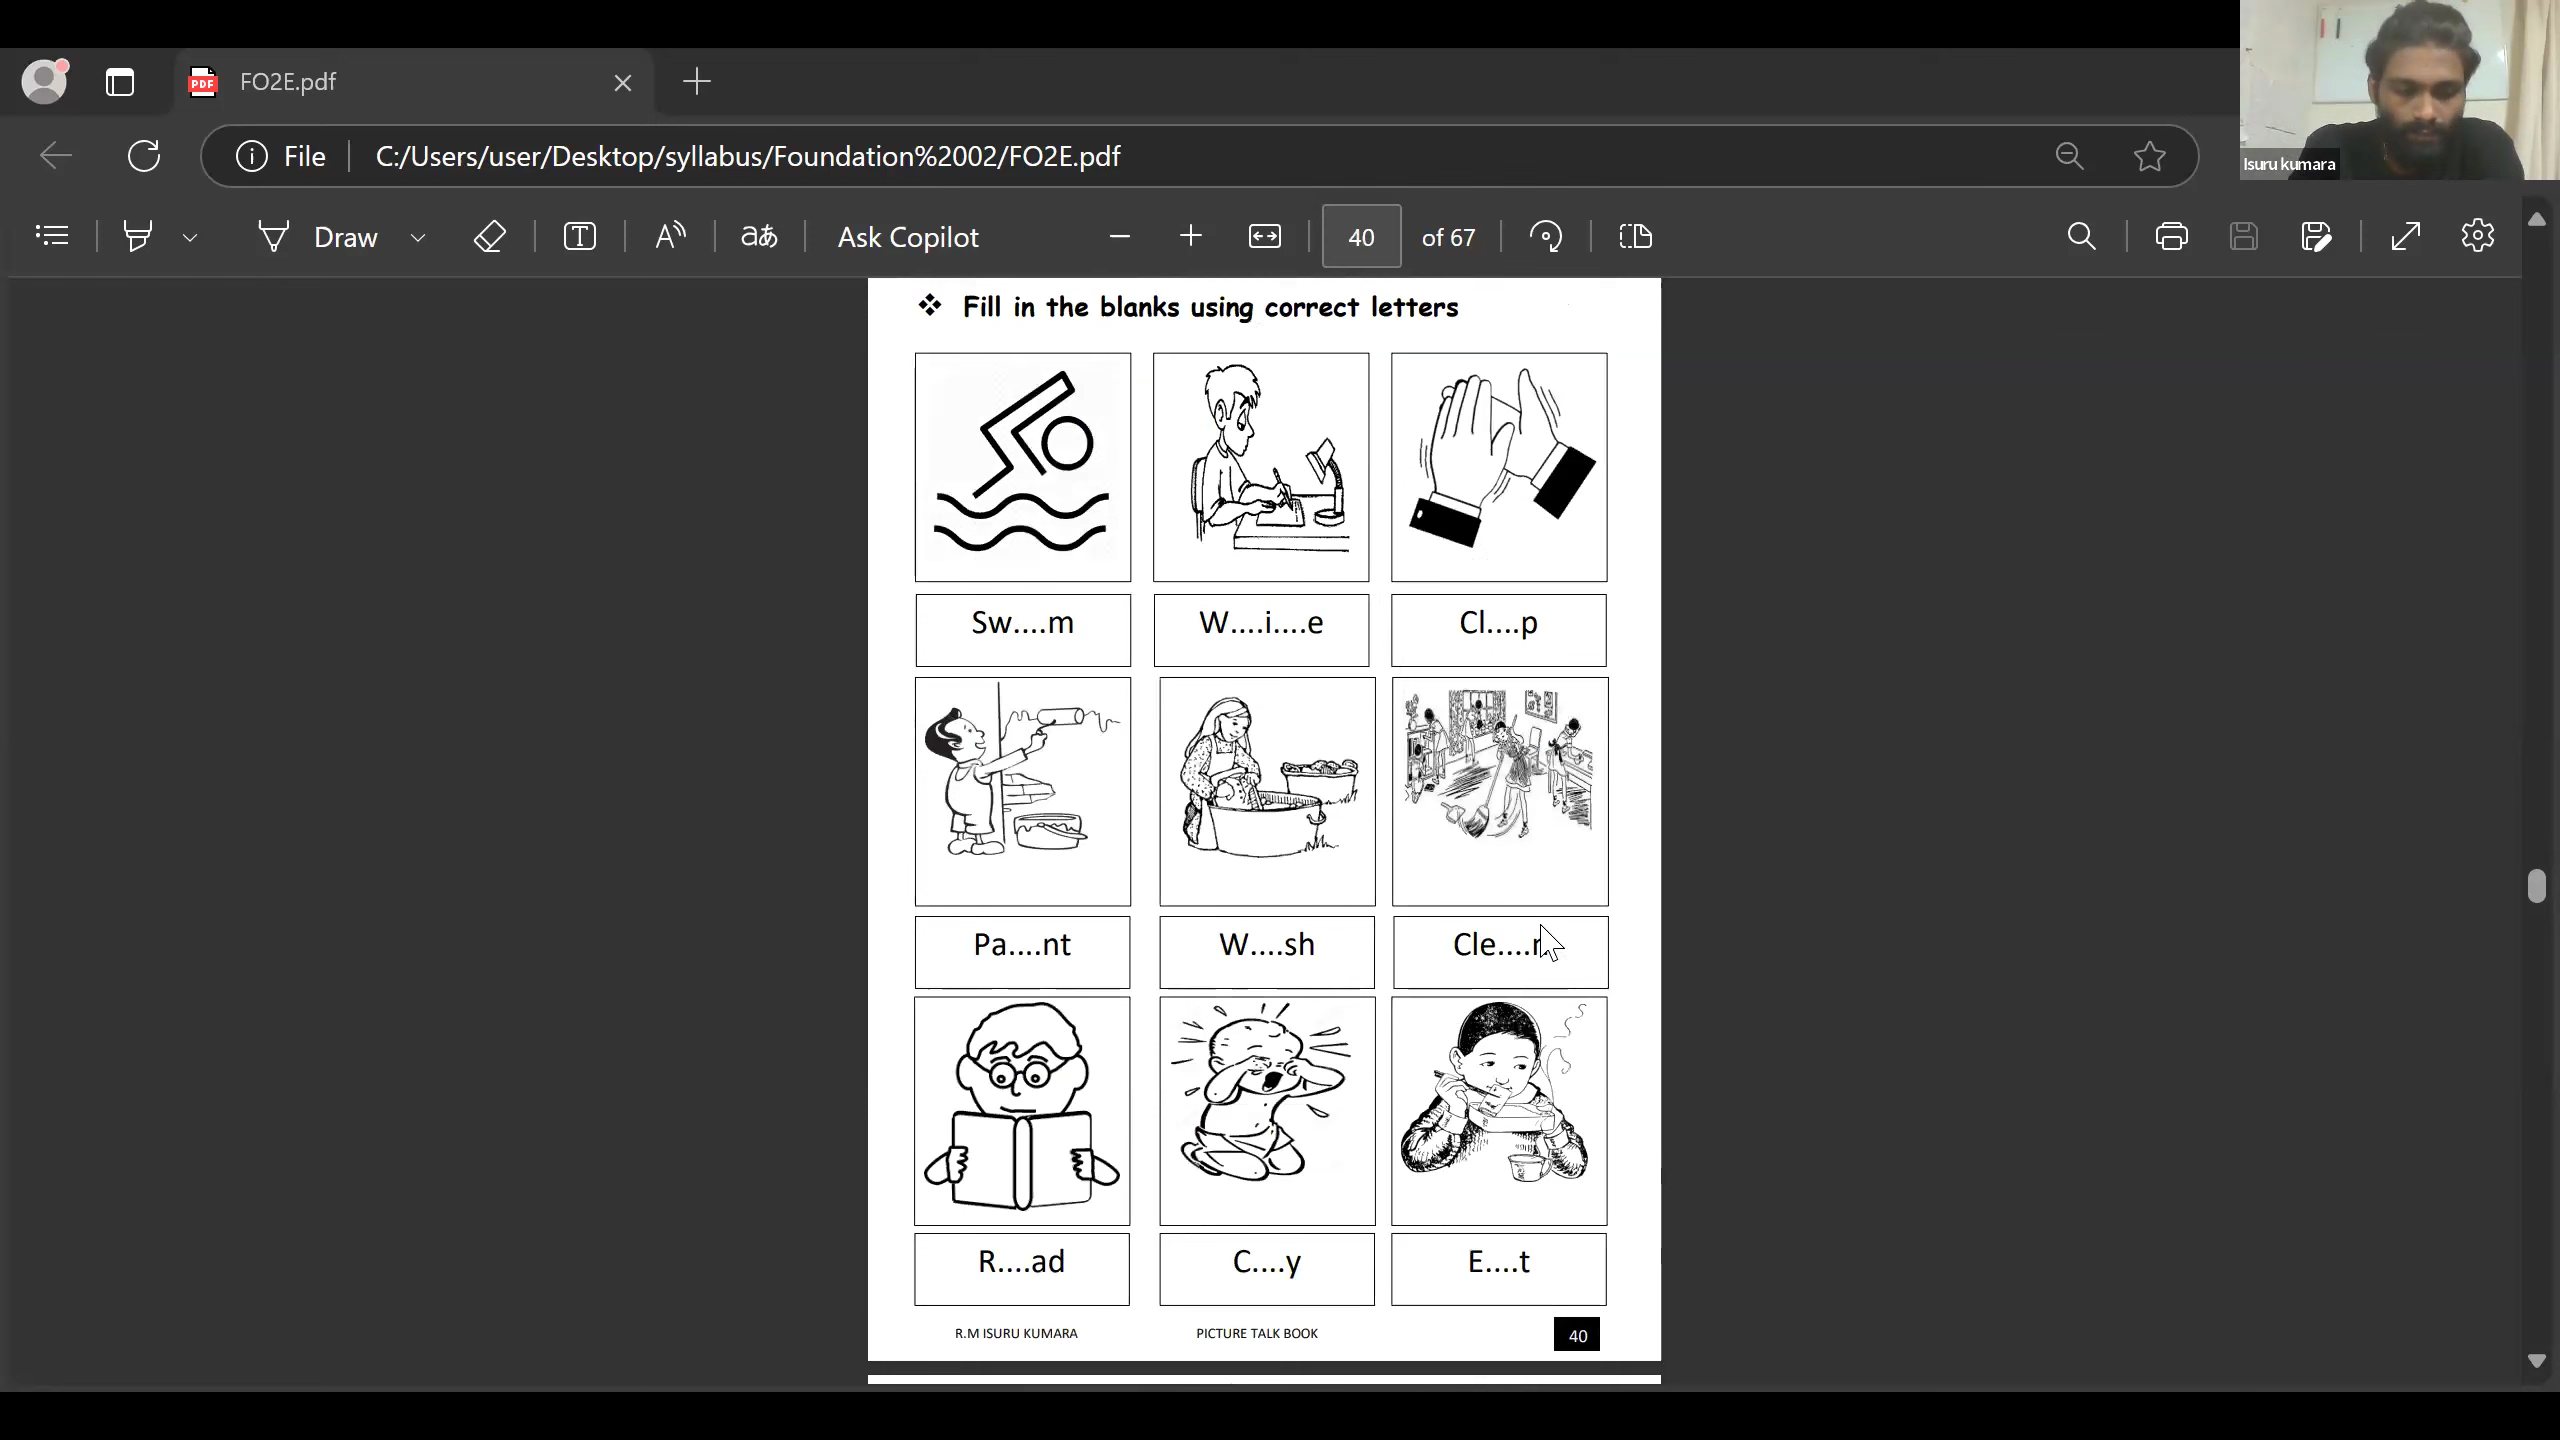 FO2E.pdf
File
C:/Users/user/Desktop/syllabus/Foundation%2002/FO2E.pdf
Isuru kumara
Draw
Ask Copilot
40
of 67
❖ Fill in the blanks using correct letters
Sw....m
W....i....e
Cl....p
Pa....nt
W....sh
Cle....n
R....ad
C....y
E....t
R.M ISURU KUMARA
PICTURE TALK BOOK
40